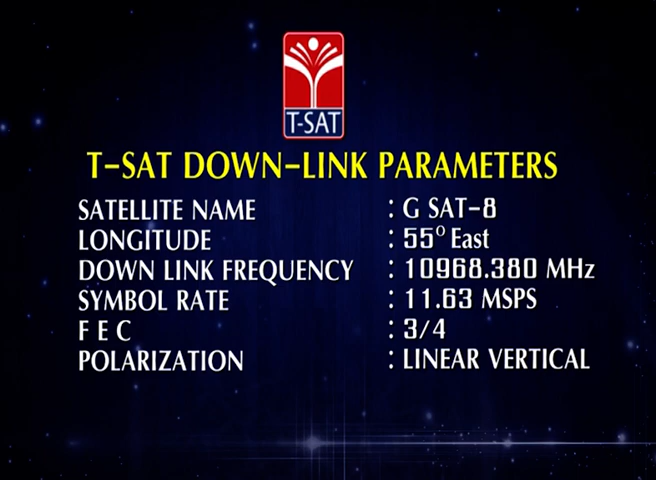 T-SAT
T-SAT DOWN-LINK PARAMETERS
SATELLITE NAME : G SAT-8
LONGITUDE : 55° East
DOWN LINK FREQUENCY : 10968.380 MHz
SYMBOL RATE : 11.63 MSPS
F E C : 3/4
POLARIZATION : LINEAR VERTICAL